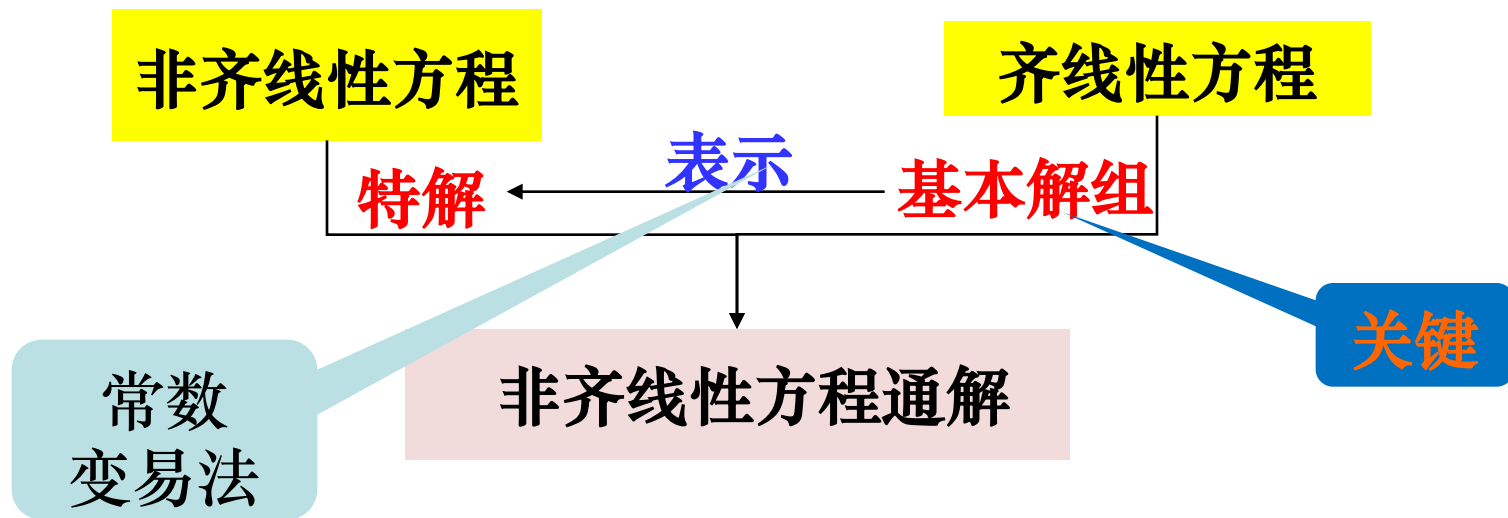 非齐线性方程
齐线性方程
表示
特解
基本解组
关键
非齐线性方程通解
常数
变易法